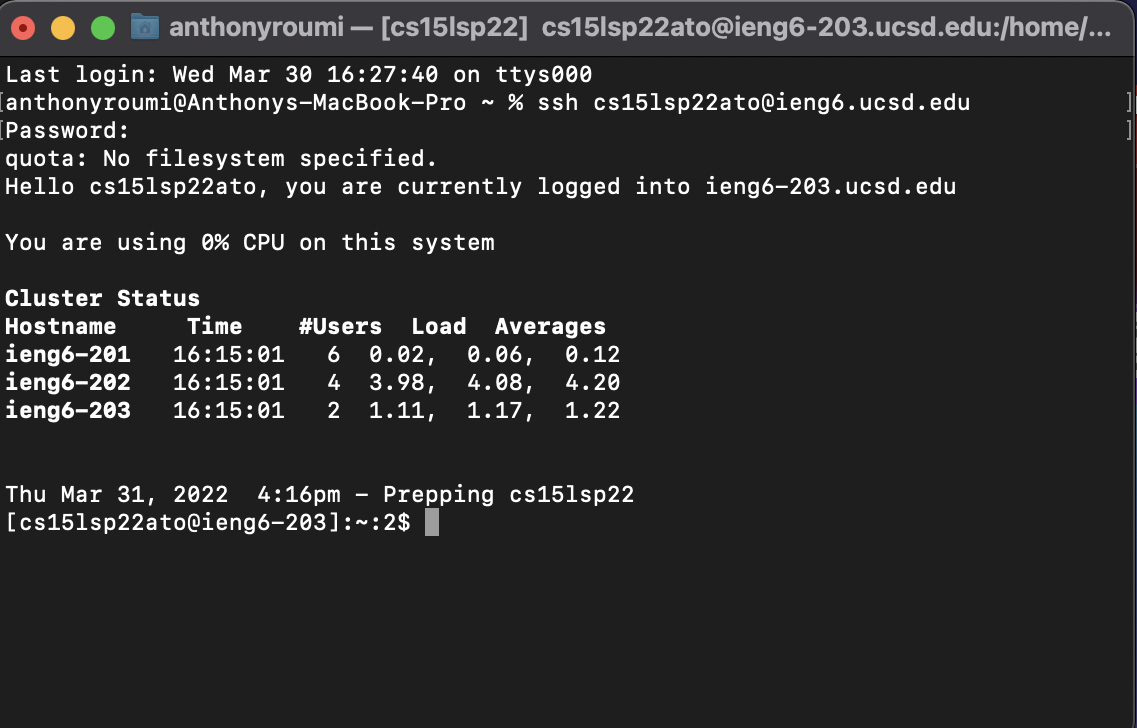 anthonyroumi — [cs15lsp22] cs15lsp22ato@ieng6-203.ucsd.edu:/home/...
Last login: Wed Mar 30 16:27:40 on ttys000
[anthonyroumi@Anthonys-MacBook-Pro ~ % ssh cs15lsp22ato@ieng6.ucsd.edu ]
[Password: ]
quota: No filesystem specified.
Hello cs15lsp22ato, you are currently logged into ieng6-203.ucsd.edu
You are using 0% CPU on this system
Cluster Status
Hostname Time #Users Load Averages
ieng6-201 16:15:01 6 0.02, 0.06, 0.12
ieng6-202 16:15:01 4 3.98, 4.08, 4.20
ieng6-203 16:15:01 2 1.11, 1.17, 1.22
Thu Mar 31, 2022 4:16pm - Prepping cs15lsp22
[cs15lsp22ato@ieng6-203]:~:2$